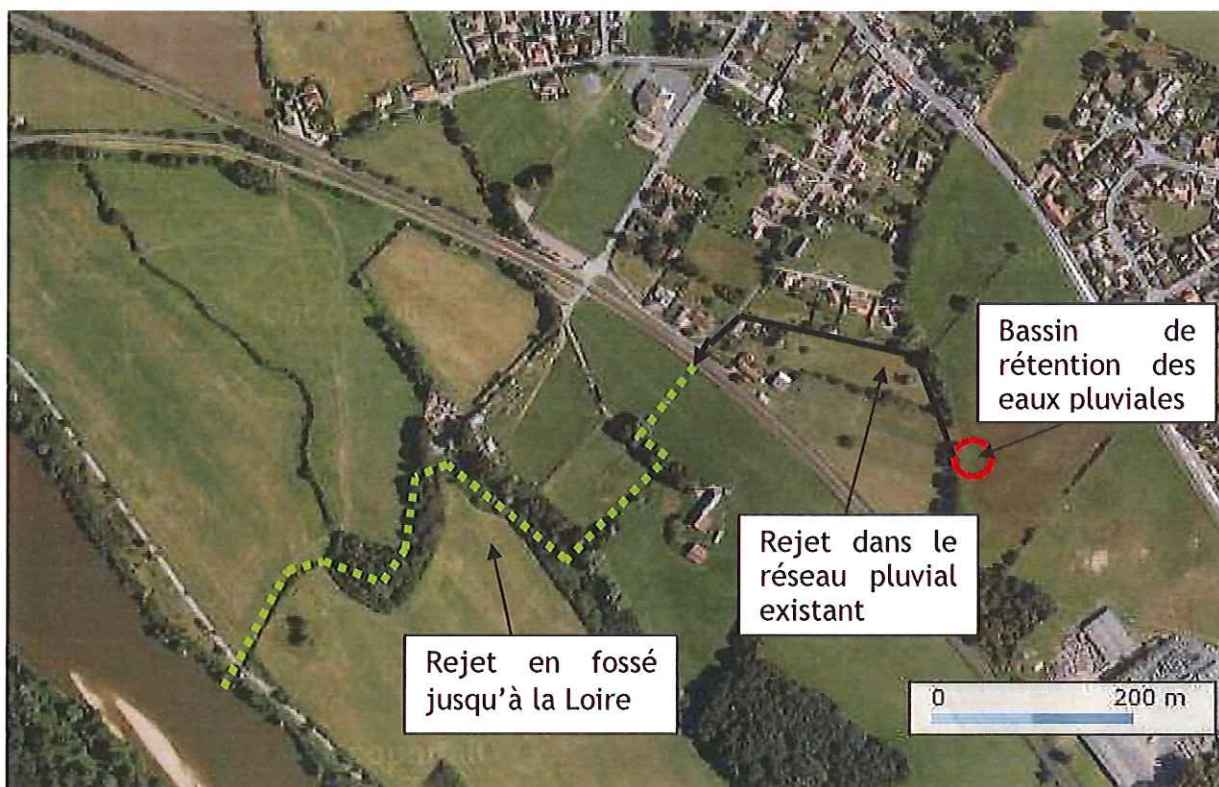 Bassin de
rétention des
eaux pluviales
Rejet dans le
réseau pluvial
existant
Rejet en fossé
jusqu'à la Loire
0 200 m